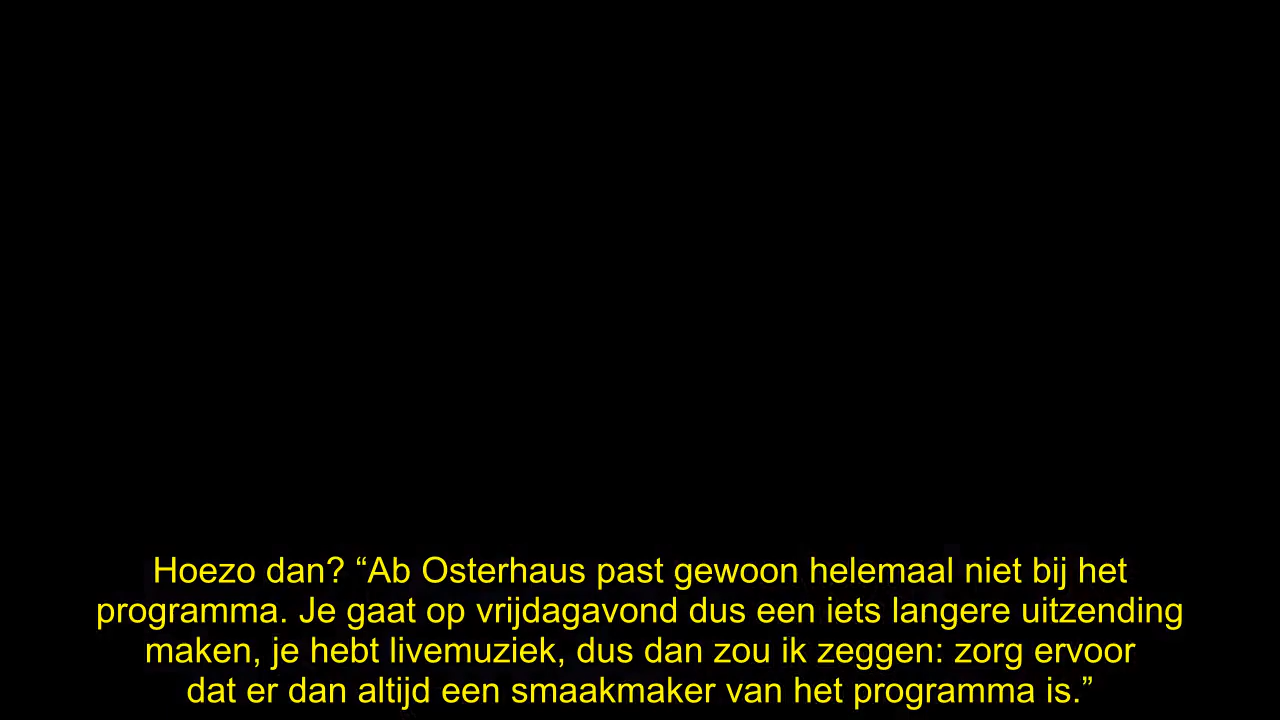 Hoezo dan? “Ab Osterhaus past gewoon helemaal niet bij het
programma. Je gaat op vrijdagavond dus een iets langere uitzending
maken, je hebt livemuziek, dus dan zou ik zeggen: zorg ervoor
dat er dan altijd een smaakmaker van het programma is.”